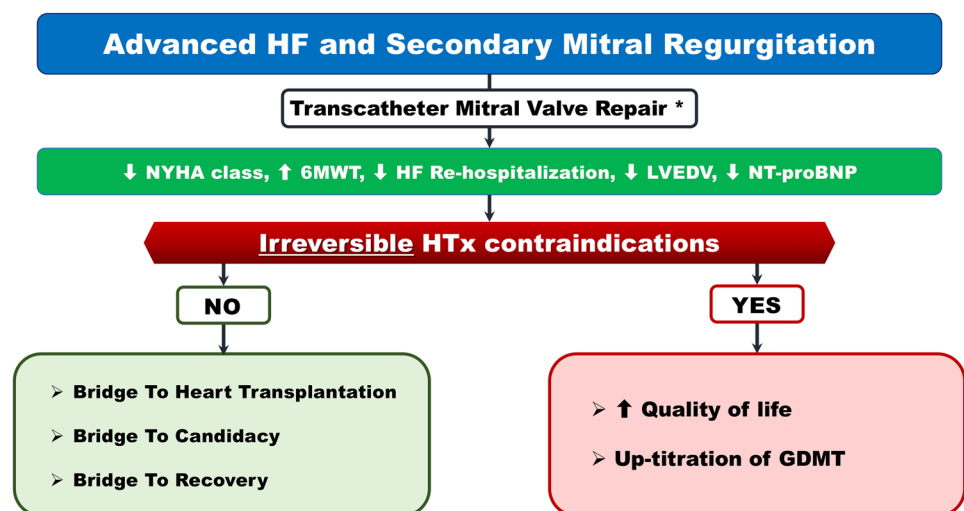 Advanced HF and Secondary Mitral Regurgitation
Transcatheter Mitral Valve Repair *
⬇ NYHA class, ⬆ 6MWT, ⬇ HF Re-hospitalization, ⬇ LVEDV, ⬇ NT-proBNP
Irreversible HTx contraindications
NO
YES
➢ Bridge To Heart Transplantation
➢ Bridge To Candidacy
➢ Bridge To Recovery
➢ ⬆ Quality of life
➢ Up-titration of GDMT